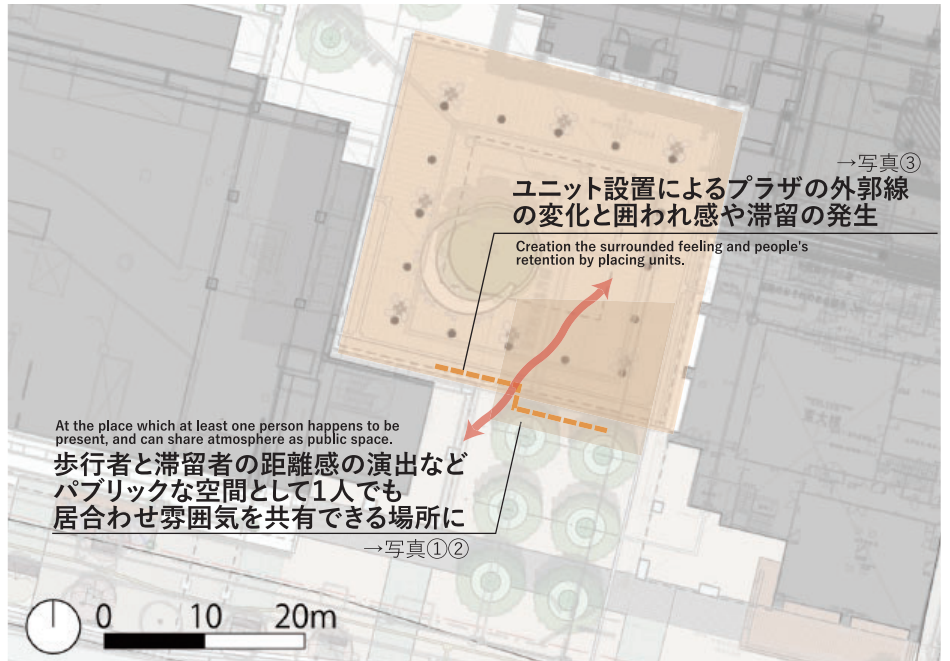 →写真③
ユニット設置によるプラザの外郭線
の変化と囲われ感や滞留の発生
Creation the surrounded feeling and people's
retention by placing units.
At the place which at least one person happens to be
present, and can share atmosphere as public space.
歩行者と滞留者の距離感の演出など
パブリックな空間として1人でも
居合わせ雰囲気を共有できる場所に
→写真①②
0 10 20m